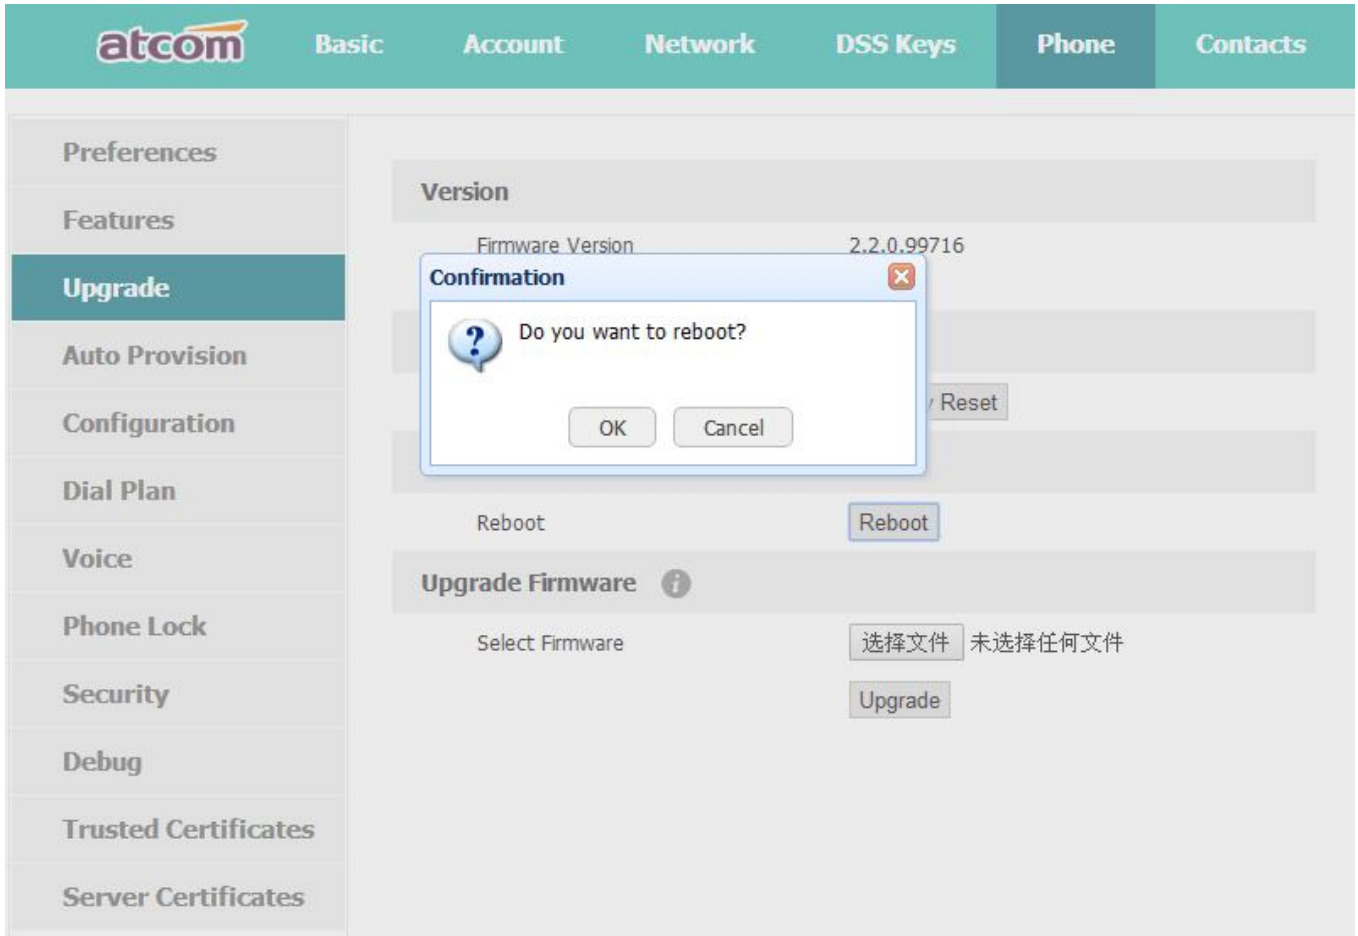 atcom Basic Account Network DSS Keys Phone Contacts
Preferences
Features
Upgrade
Auto Provision
Configuration
Dial Plan
Voice
Phone Lock
Security
Debug
Trusted Certificates
Server Certificates
Version
Firmware Version 2.2.0.99716
Confirmation
Do you want to reboot?
OK Cancel
Reset
Reboot Reboot
Upgrade Firmware
Select Firmware 选择文件 未选择任何文件
Upgrade